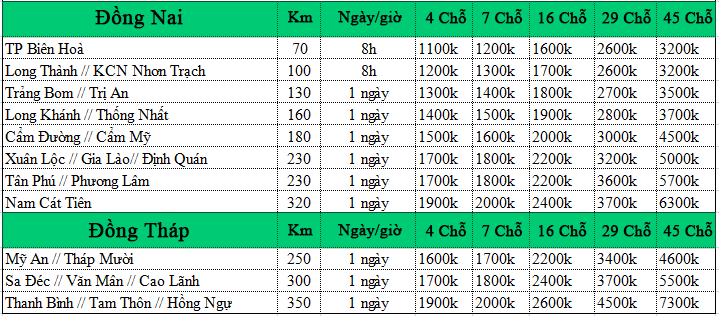 Đồng Nai Km Ngày/giờ 4 Chỗ 7 Chỗ 16 Chỗ 29 Chỗ 45 Chỗ
TP Biên Hoà 70 8h 1100k 1200k 1600k 2600k 3200k
Long Thành // KCN Nhơn Trạch 100 8h 1200k 1300k 1700k 2600k 3200k
Trảng Bom // Trị An 130 1 ngày 1300k 1400k 1800k 2700k 3500k
Long Khánh // Thống Nhất 160 1 ngày 1400k 1500k 1900k 2800k 3700k
Cẩm Đường // Cẩm Mỹ 180 1 ngày 1500k 1600k 2000k 3000k 4500k
Xuân Lộc // Gia Lào// Định Quán 230 1 ngày 1700k 1800k 2200k 3200k 5000k
Tân Phú // Phương Lâm 230 1 ngày 1700k 1800k 2200k 3600k 5700k
Nam Cát Tiên 320 1 ngày 1900k 2000k 2400k 3700k 6300k
Đồng Tháp Km Ngày/giờ 4 Chỗ 7 Chỗ 16 Chỗ 29 Chỗ 45 Chỗ
Mỹ An // Tháp Mười 250 1 ngày 1600k 1700k 2200k 3400k 4600k
Sa Đéc // Văn Mân // Cao Lãnh 300 1 ngày 1700k 1800k 2400k 3700k 5500k
Thanh Bình // Tam Thôn // Hồng Ngự 350 1 ngày 1900k 2000k 2600k 4500k 7300k